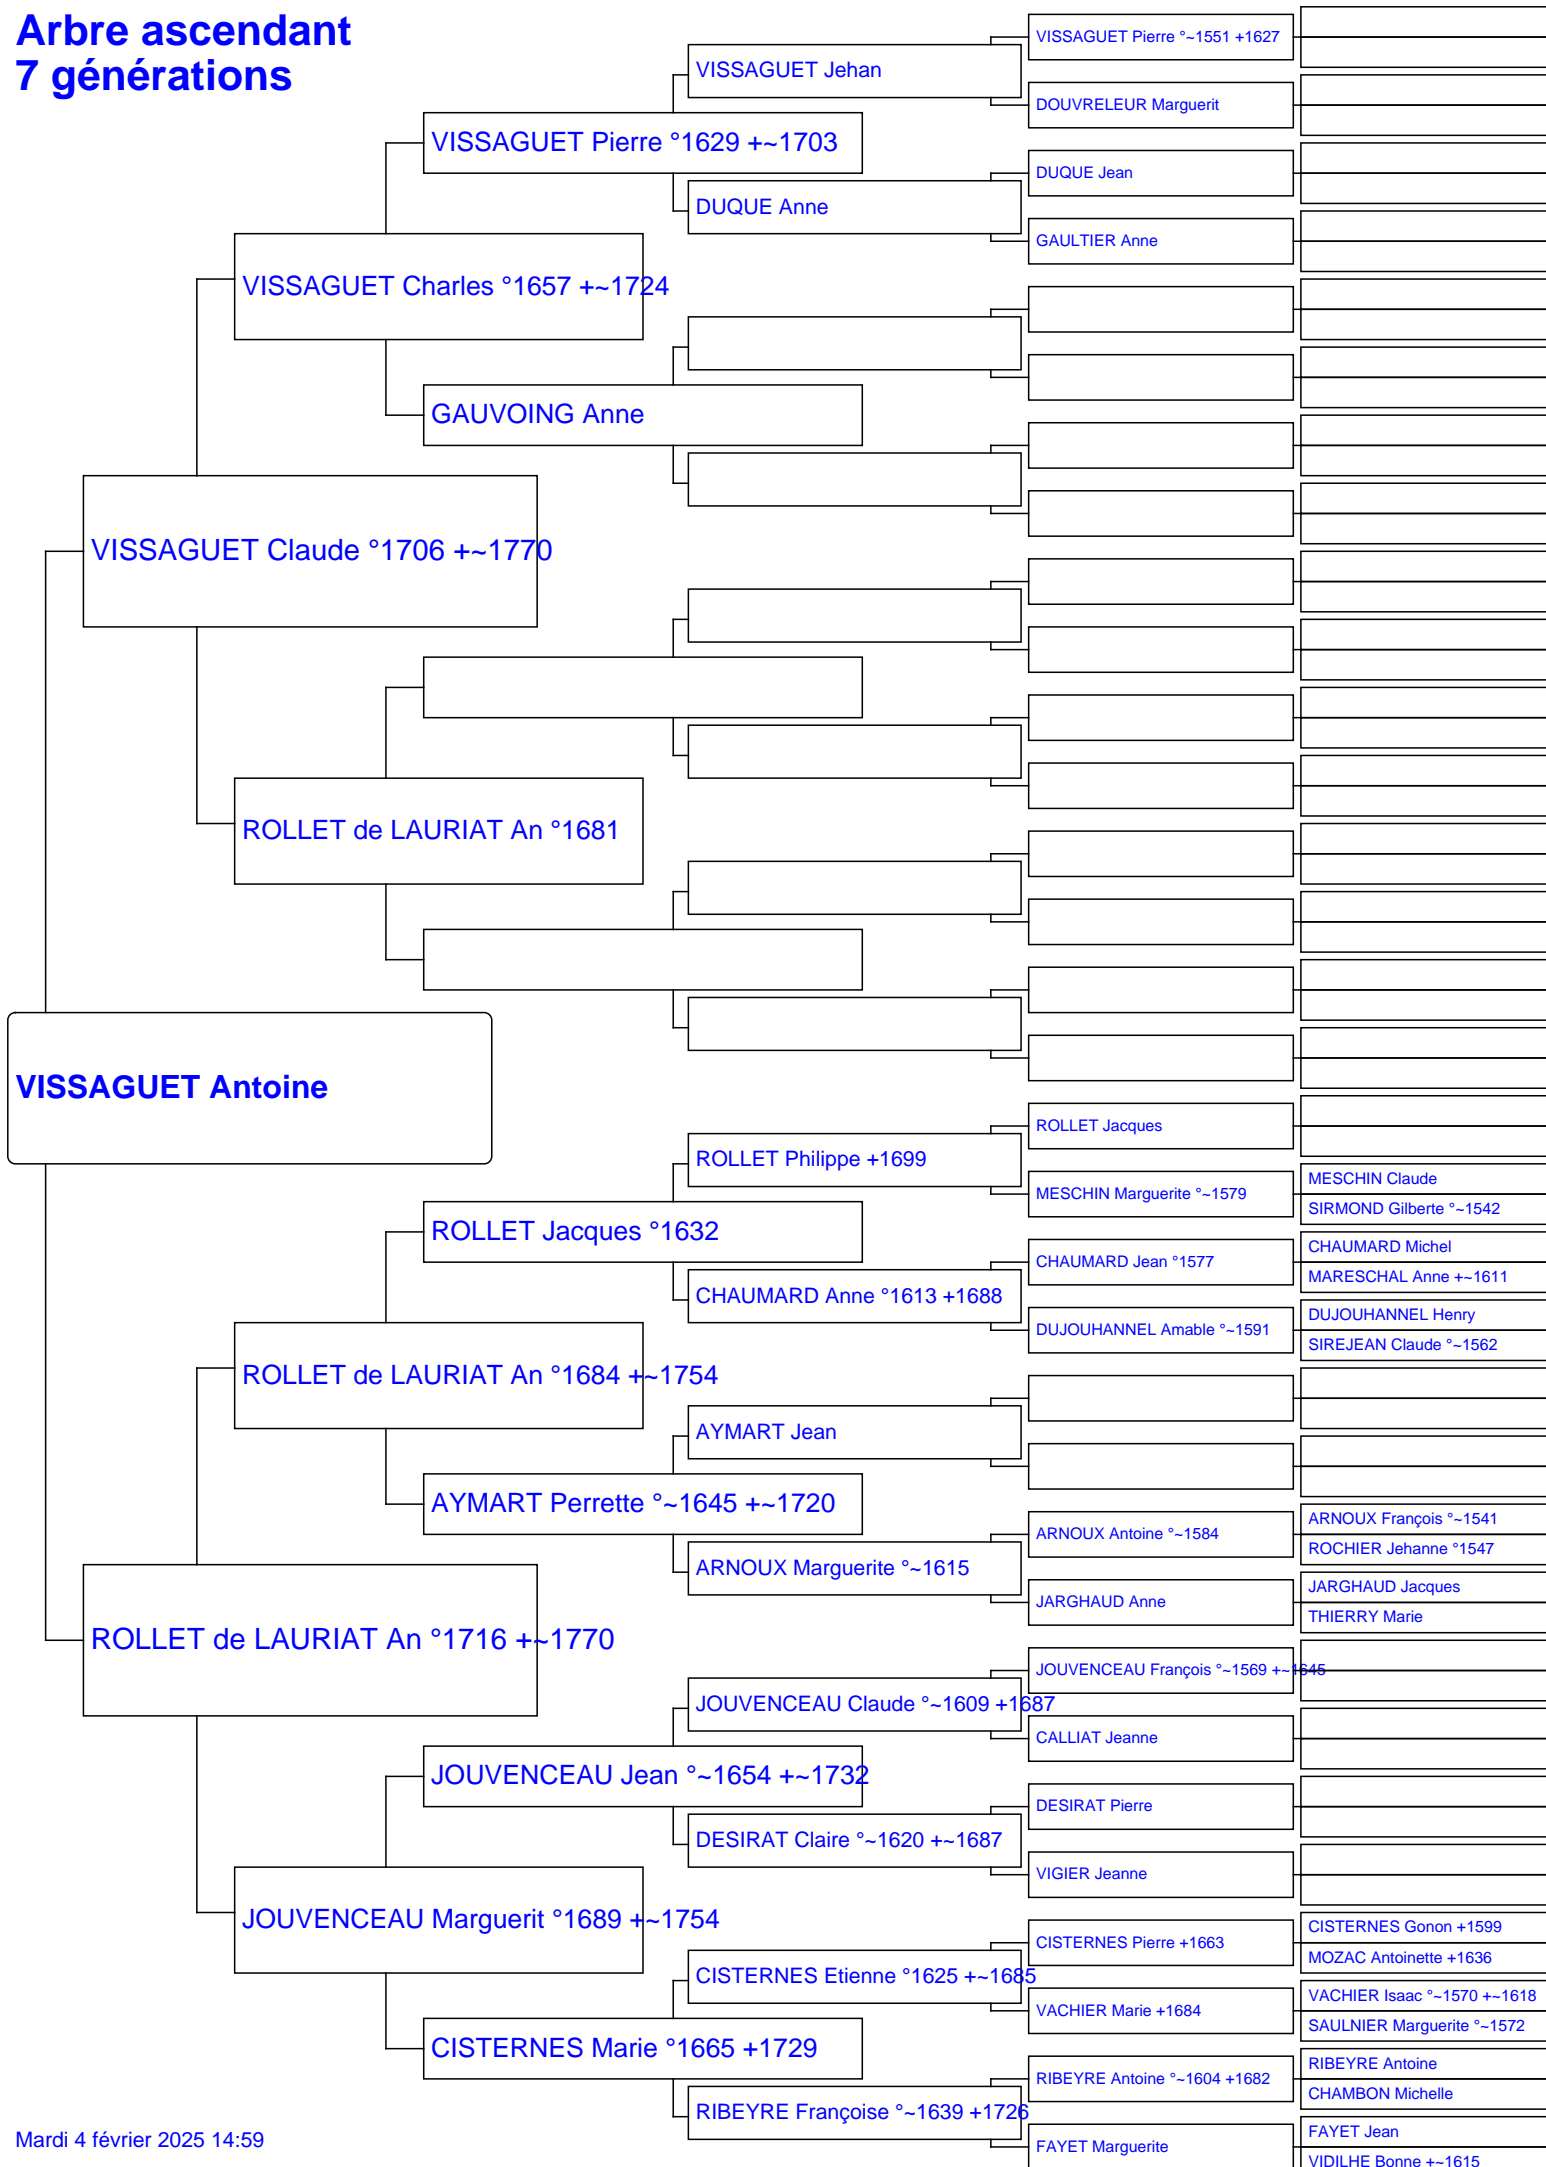 Arbre ascendant
7 générations
VISSAGUET Antoine
VISSAGUET Claude °1706 +~1770
ROLLET de LAURIAT An °1716 +~1770
VISSAGUET Charles °1657 +~1724
ROLLET de LAURIAT An °1681
ROLLET de LAURIAT An °1684 +~1754
JOUVENCEAU Marguerit °1689 +~1754
VISSAGUET Pierre °1629 +~1703
GAUVOING Anne
ROLLET Jacques °1632
AYMART Perrette °~1645 +~1720
JOUVENCEAU Jean °~1654 +~1732
CISTERNES Marie °1665 +1729
VISSAGUET Jehan
DUQUE Anne
ROLLET Philippe +1699
CHAUMARD Anne °1613 +1688
AYMART Jean
ARNOUX Marguerite °~1615
JOUVENCEAU Claude °~1609 +1687
DESIRAT Claire °~1620 +~1687
CISTERNES Etienne °1625 +~1685
RIBEYRE Françoise °~1639 +1726
VISSAGUET Pierre °~1551 +1627
DOUVRELEUR Marguerit
DUQUE Jean
GAULTIER Anne
ROLLET Jacques
MESCHIN Marguerite °~1579
CHAUMARD Jean °1577
DUJOUHANNEL Amable °~1591
ARNOUX Antoine °~1584
JARGHAUD Anne
JOUVENCEAU François °~1569 +~1645
CALLIAT Jeanne
DESIRAT Pierre
VIGIER Jeanne
CISTERNES Pierre +1663
VACHIER Marie +1684
RIBEYRE Antoine °~1604 +1682
FAYET Marguerite
MESCHIN Claude
SIRMOND Gilberte °~1542
CHAUMARD Michel
MARESCHAL Anne +~1611
DUJOUHANNEL Henry
SIREJEAN Claude °~1562
ARNOUX François °~1541
ROCHIER Jehanne °1547
JARGHAUD Jacques
THIERRY Marie
CISTERNES Gonon +1599
MOZAC Antoinette +1636
VACHIER Isaac °~1570 +~1618
SAULNIER Marguerite °~1572
RIBEYRE Antoine
CHAMBON Michelle
FAYET Jean
VIDILHE Bonne +~1615
Mardi 4 février 2025 14:59